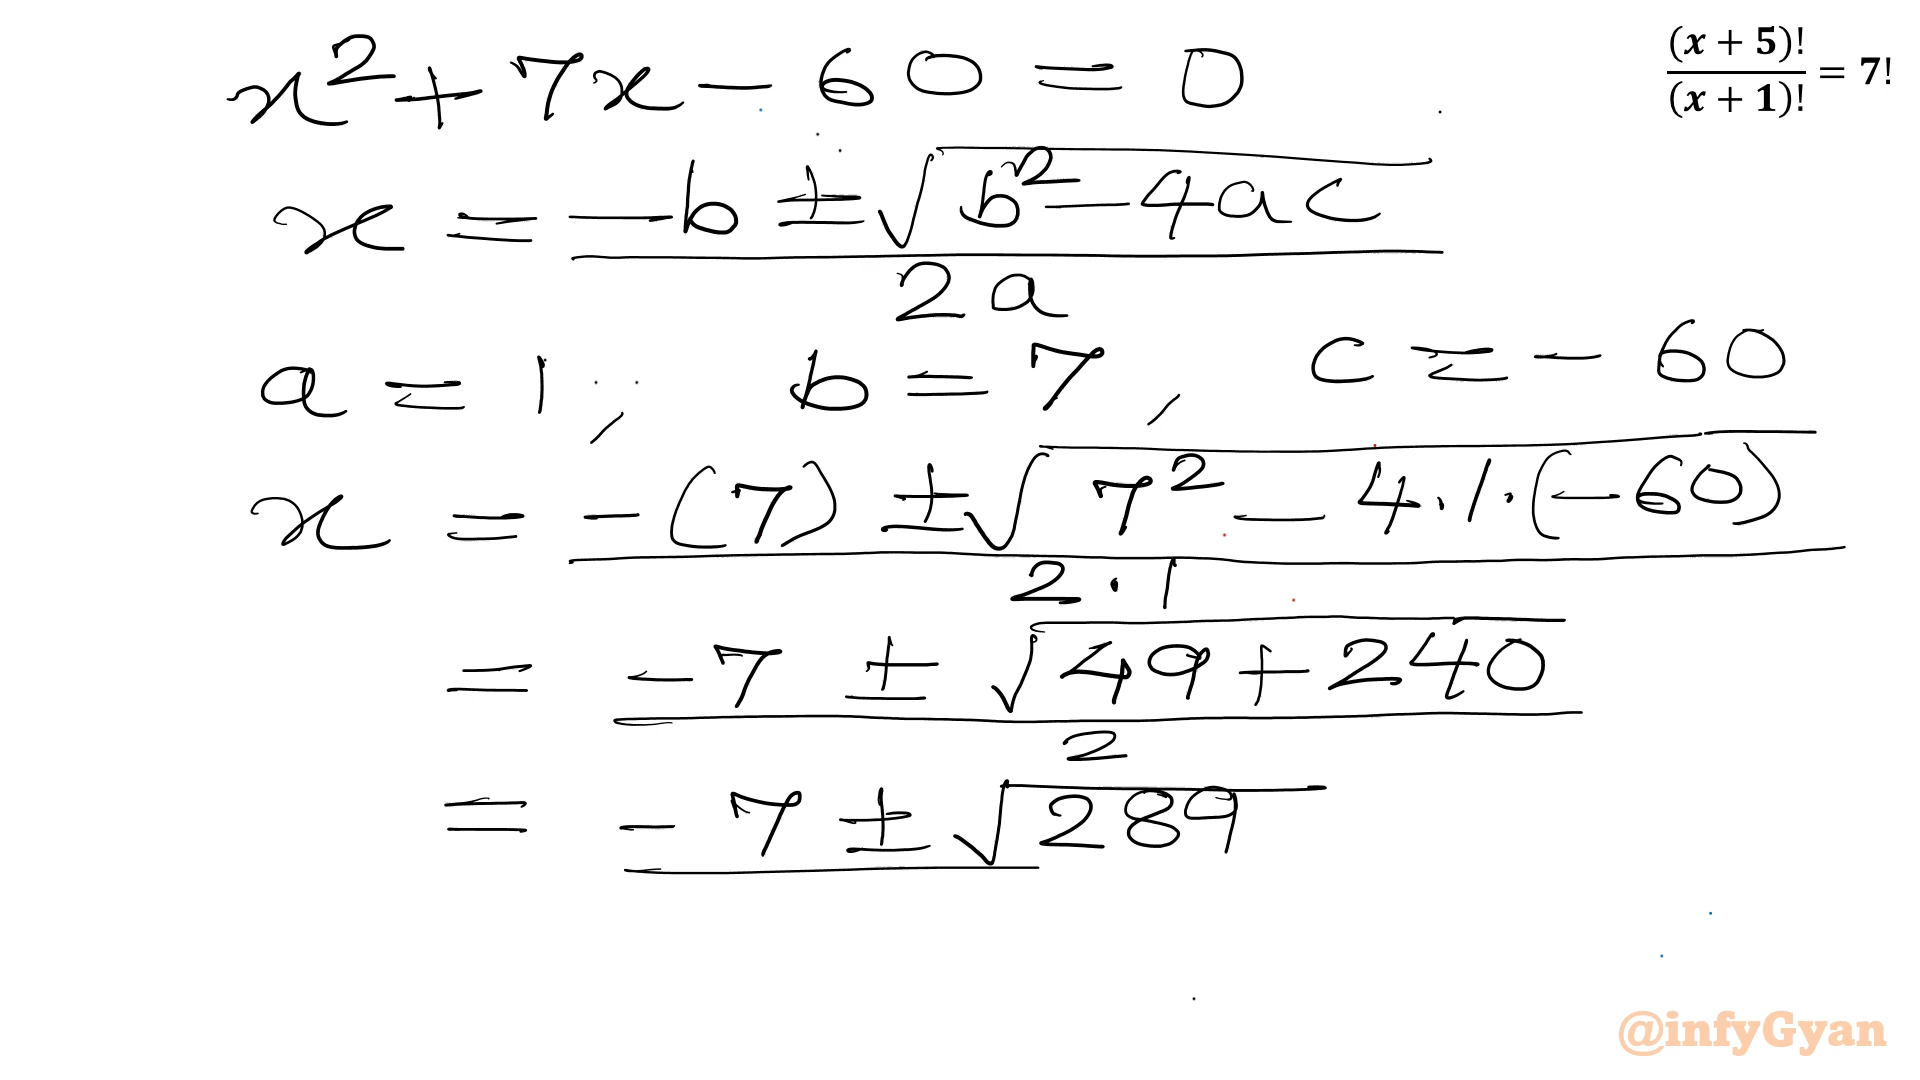 x² + 7x - 60 = 0
(x + 5)!
(x + 1)!
= 7!
x = -b ± √b² - 4ac
2a
a = 1, b = 7, c = - 60
x = -(7) ± √7² - 4.1.(-60)
2.1
= -7 ± √49 + 240
2
= -7 ± √289
@infyGyan